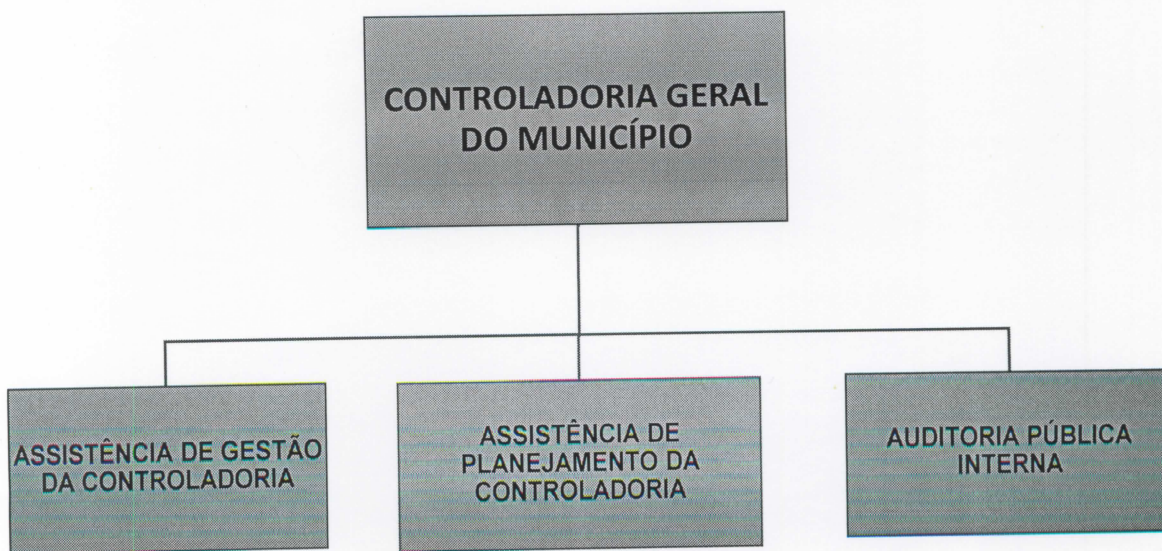 CONTROLADORIA GERAL
DO MUNICÍPIO
ASSISTÊNCIA DE GESTÃO
DA CONTROLADORIA
ASSISTÊNCIA DE
PLANEJAMENTO DA
CONTROLADORIA
AUDITORIA PÚBLICA
INTERNA